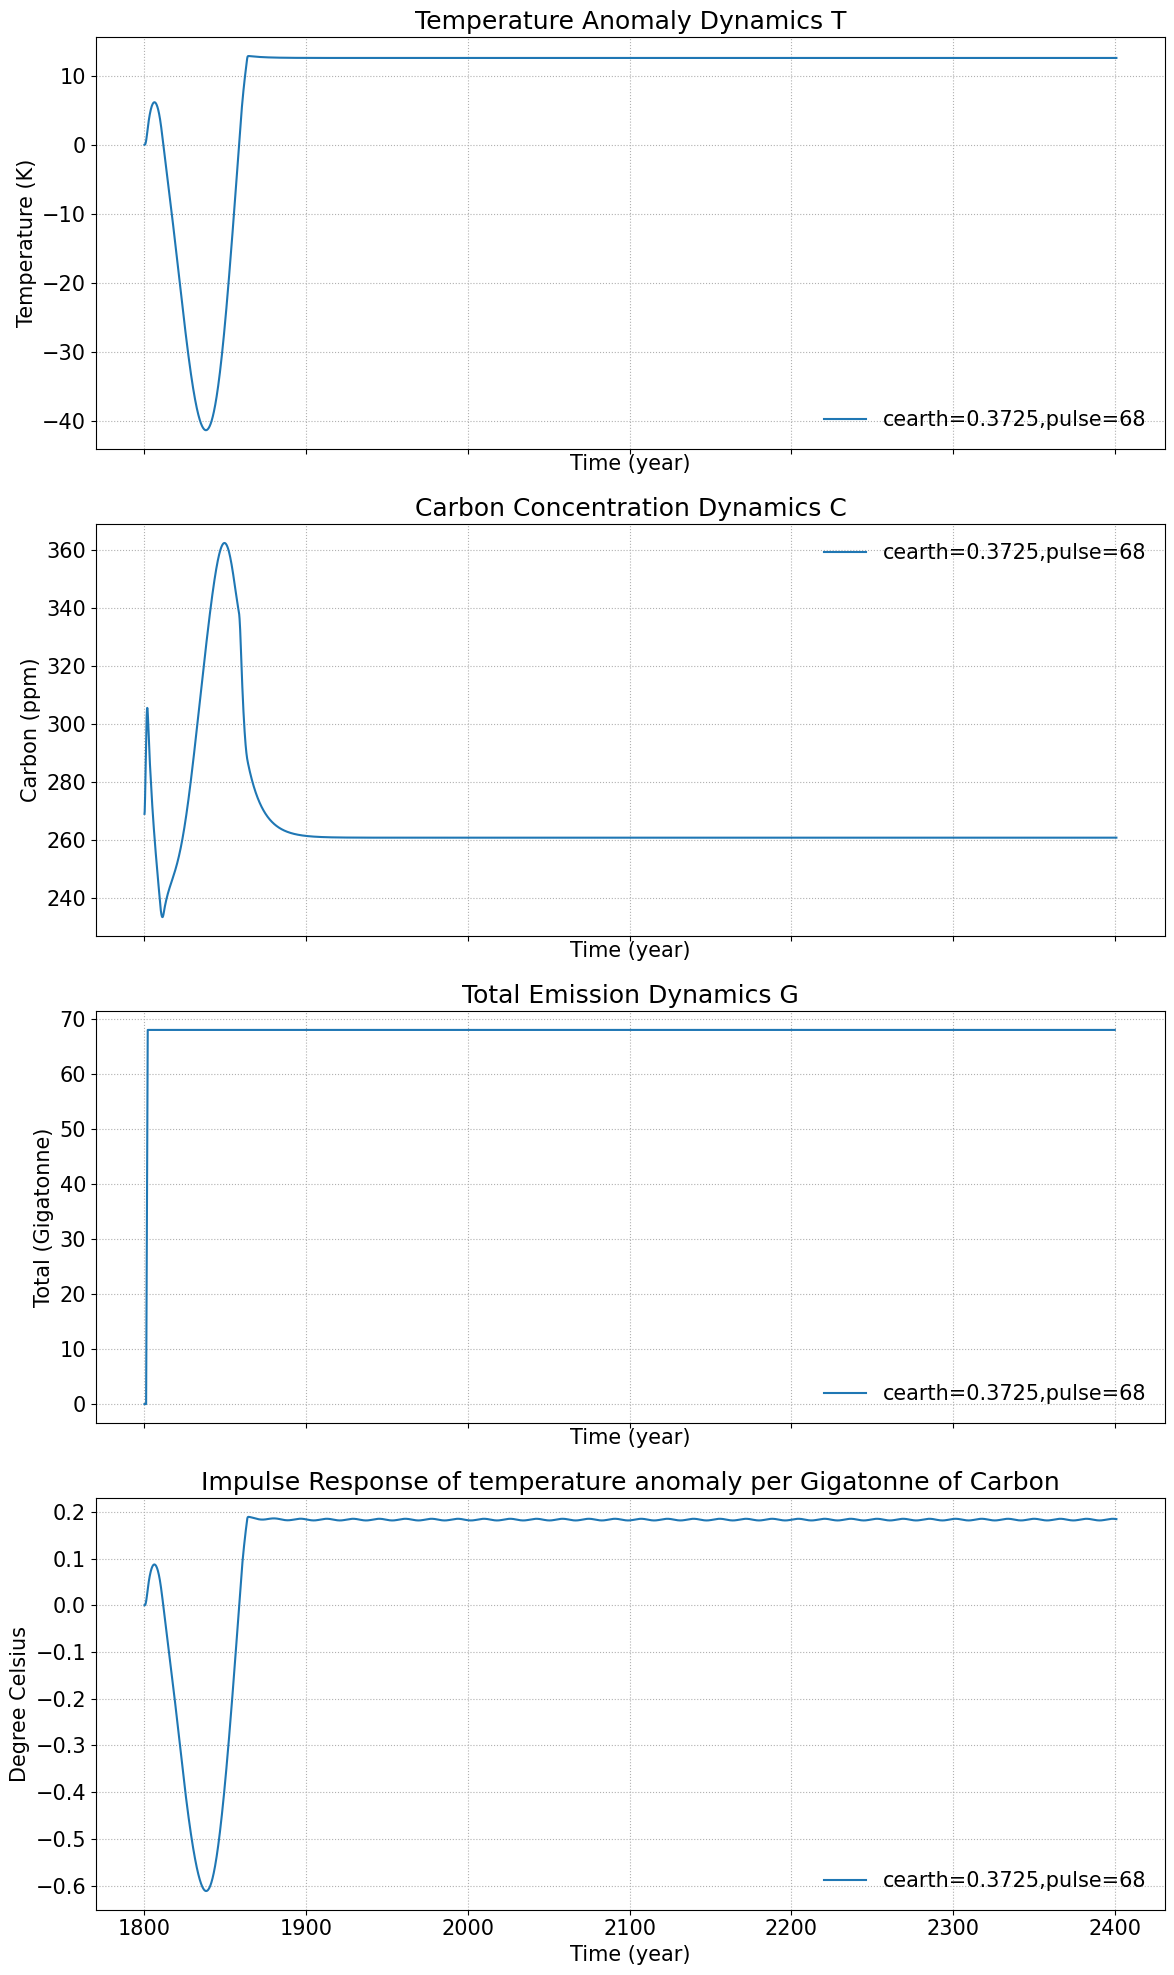 Temperature Anomaly Dynamics T
10
0
−10
−20
−30
−40
Temperature (K)
cearth=0.3725,pulse=68
Time (year)
Carbon Concentration Dynamics C
360
340
320
300
280
260
240
Carbon (ppm)
cearth=0.3725,pulse=68
Time (year)
Total Emission Dynamics G
70
60
50
40
30
20
10
0
Total (Gigatonne)
cearth=0.3725,pulse=68
Time (year)
Impulse Response of temperature anomaly per Gigatonne of Carbon
0.2
0.1
0.0
−0.1
−0.2
−0.3
−0.4
−0.5
−0.6
Degree Celsius
cearth=0.3725,pulse=68
1800 1900 2000 2100 2200 2300 2400
Time (year)